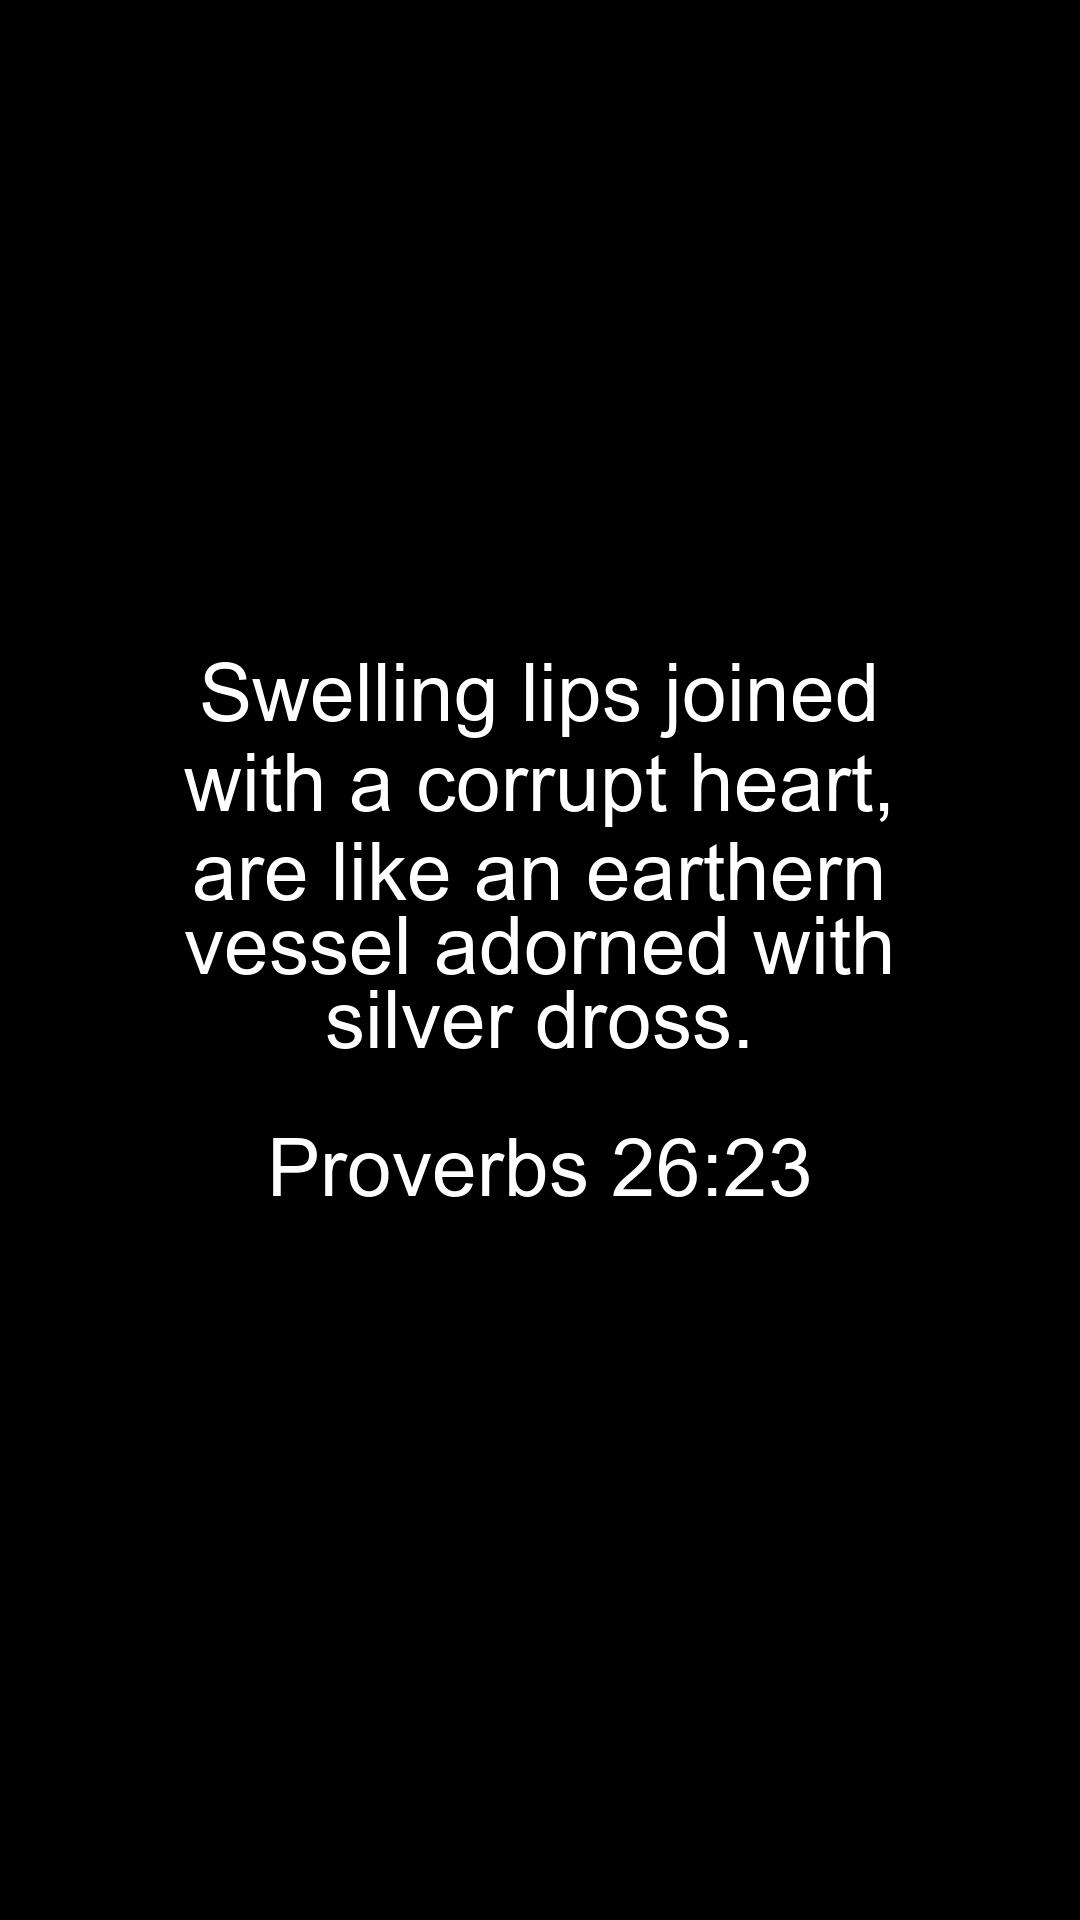 Swelling lips joined
with a corrupt heart,
are like an earthern
vessel adorned with
silver dross.
Proverbs 26:23